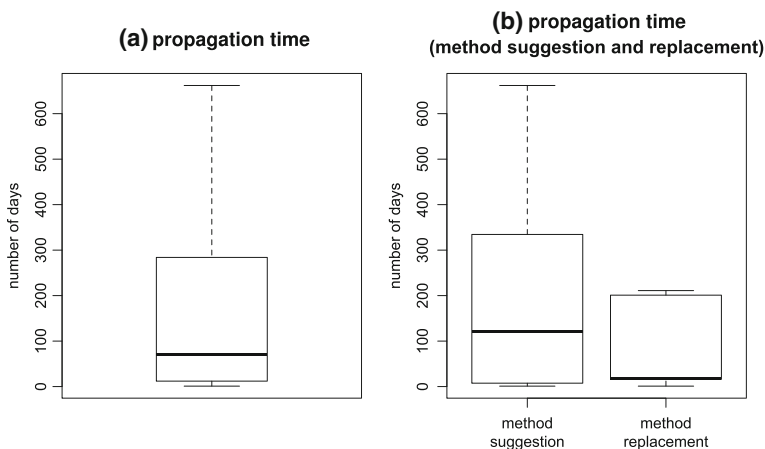 (a) propagation time
number of days
600
500
400
300
200
100
0
(b) propagation time
(method suggestion and replacement)
number of days
600
500
400
300
200
100
0
method
suggestion
method
replacement